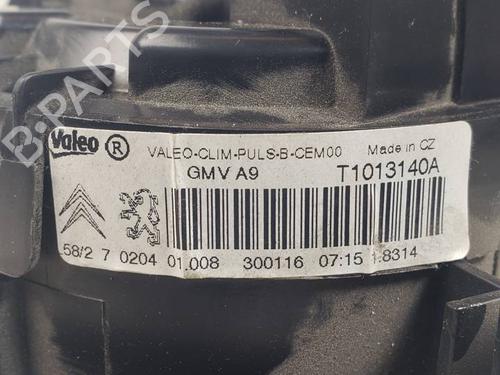 B-PARTS
Valeo ® VALEO-CLIM-PULS-B-CEM00 Made in CZ
GMV A9 T1013140A
58/2 7 0204 01.008 300116 07:15 1.8314